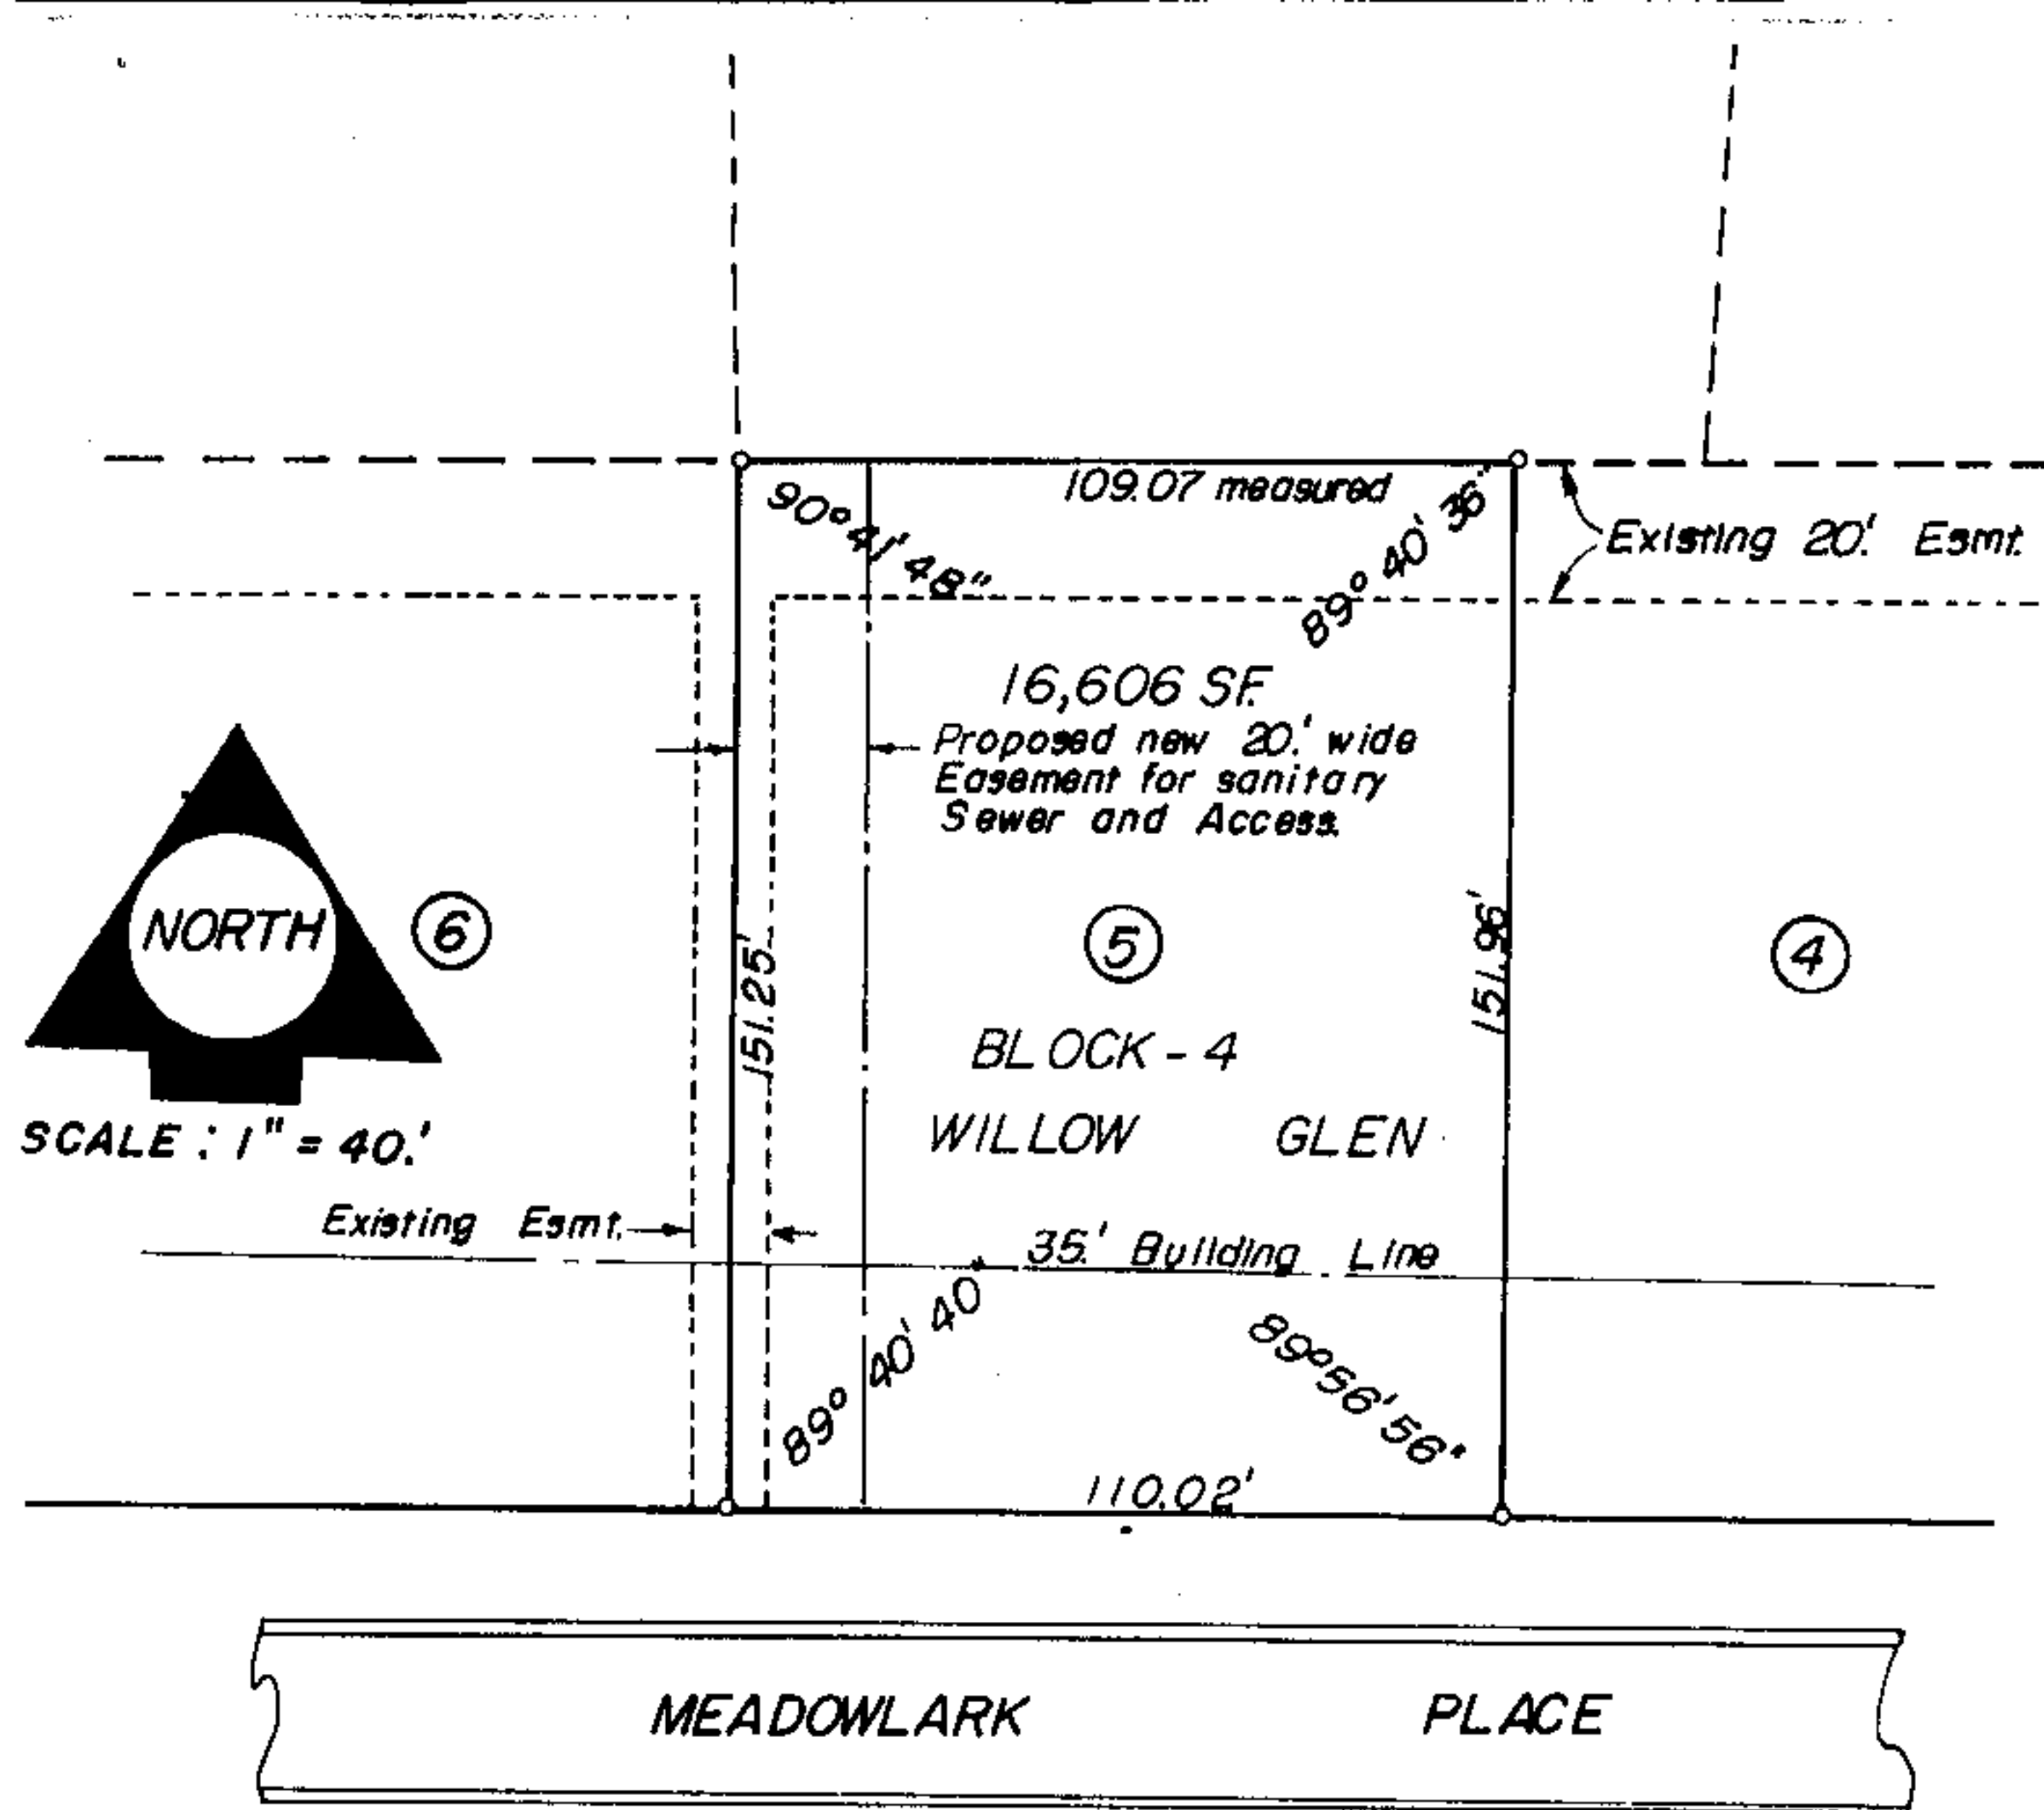 109.07 measured
90° 41' 48"
89° 40' 36"
Existing 20.' Esmt.
16,606 S.F.
Proposed new 20.' wide
Easement for sanitary
Sewer and Access.
NORTH
6
5
4
151.25'
151.96'
BLOCK - 4
WILLOW GLEN
SCALE : 1" = 40.'
Existing Esmt.
35.' Building Line
89° 40' 40
89° 56' 56"
110.02'
MEADOWLARK PLACE